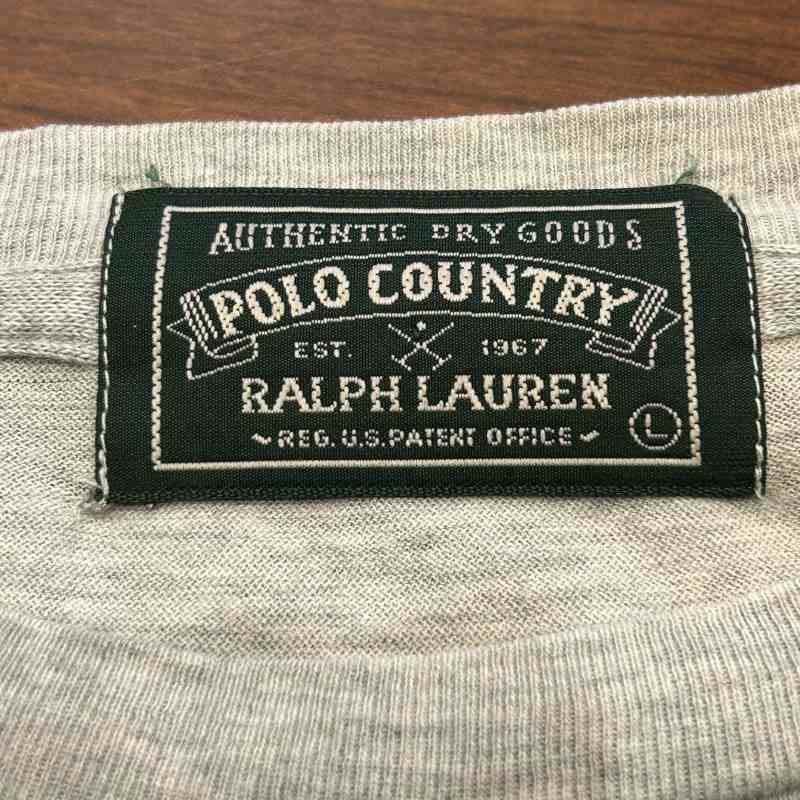 AUTHENTIC DRY GOODS
POLO COUNTRY
EST. 1967
RALPH LAUREN
REG. U.S. PATENT OFFICE
L